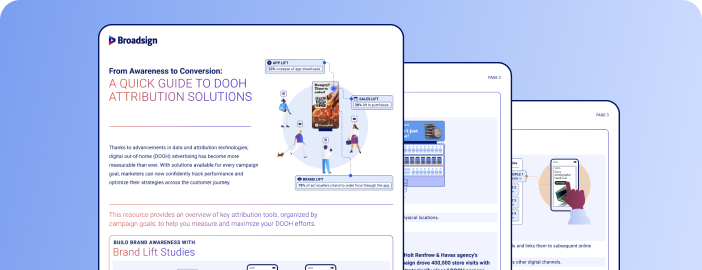 Broadsign
From Awareness to Conversion:
A QUICK GUIDE TO DOOH
ATTRIBUTION SOLUTIONS
APP LIFT
increase of app downloads
SALES LIFT
lift in purchases
BRAND LIFT
of ad recallers intend to order food through the app
Thanks to advancements in data and attribution technologies,
digital out-of-home (DOOH) advertising has become more
measurable than ever. With solutions available for every campaign
goal, marketers can now confidently track performance and
optimize their strategies across the customer journey.
This resource provides an overview of key attribution tools, organized by
campaign goals, to help you measure and maximize your DOOH efforts.
BUILD BRAND AWARENESS WITH
Brand Lift Studies
PAGE 2
ysical locations.
Holt Renfrew & Havas agency's
aign drove 400,000 store visits with
PAGE 3
s and links them to subsequent online
other digital channels.